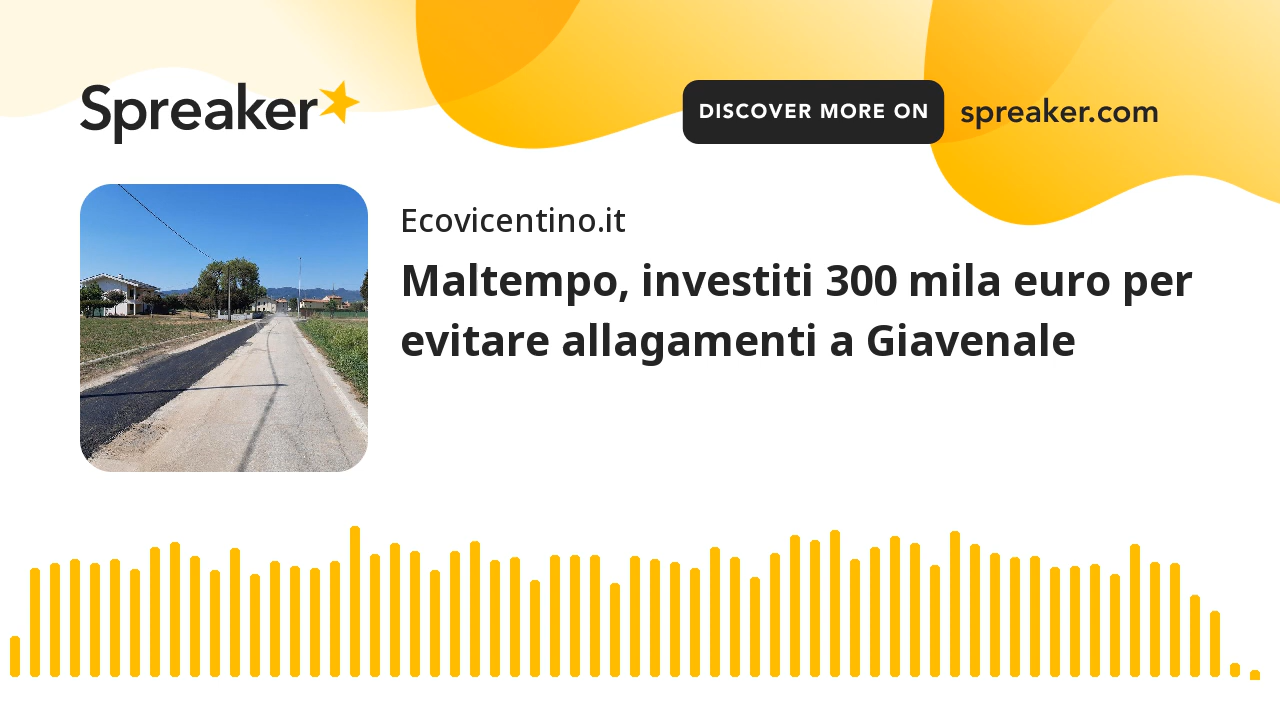 Spreaker
DISCOVER MORE ON
spreaker.com
Ecovicentino.it
Maltempo, investiti 300 mila euro per
evitare allagamenti a Giavenale